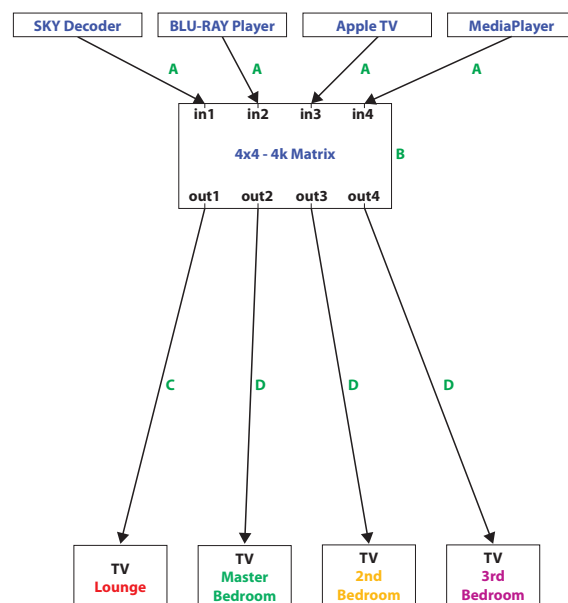 SKY Decoder
BLU-RAY Player
Apple TV
MediaPlayer
A
A
A
A
in1
in2
in3
in4
4x4 - 4k Matrix
B
out1
out2
out3
out4
C
D
D
D
TV
Lounge
TV
Master
Bedroom
TV
2nd
Bedroom
TV
3rd
Bedroom